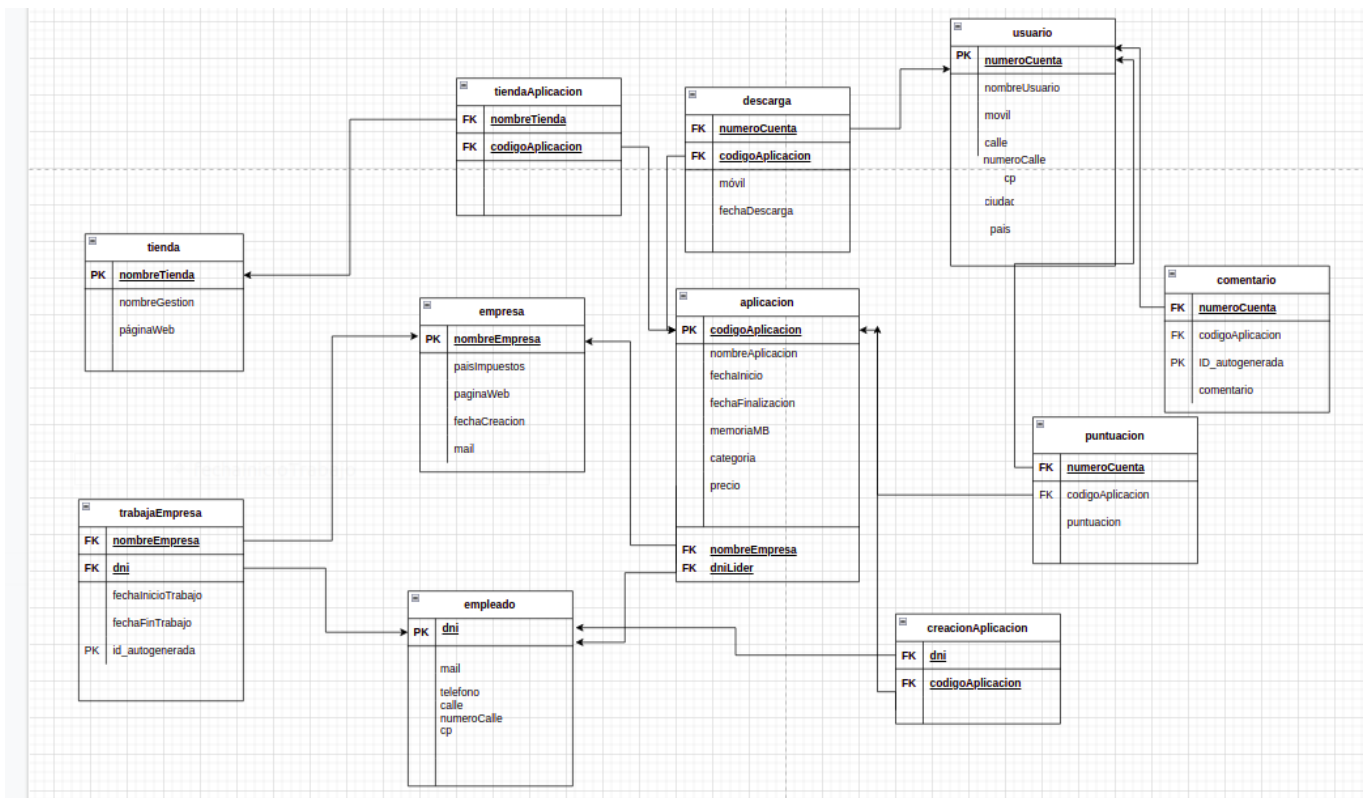 usuario
PK numeroCuenta
nombreUsuario
movil
calle
numeroCalle
cp
ciudac
pais
tiendaAplicacion
FK nombreTienda
FK codigoAplicacion
descarga
FK numeroCuenta
FK codigoAplicacion
móvil
fechaDescarga
tienda
PK nombreTienda
nombreGestion
páginaWeb
empresa
PK nombreEmpresa
paisImpuestos
paginaWeb
fechaCreacion
mail
aplicacion
PK codigoAplicacion
nombreAplicacion
fechaInicio
fechaFinalizacion
memoriaMB
categoria
precio
FK nombreEmpresa
FK dniLider
comentario
FK numeroCuenta
FK codigoAplicacion
PK ID_autogenerada
comentario
puntuacion
FK numeroCuenta
FK codigoAplicacion
puntuacion
trabajaEmpresa
FK nombreEmpresa
FK dni
fechaInicioTrabajo
fechaFinTrabajo
PK id_autogenerada
empleado
PK dni
mail
telefono
calle
numeroCalle
cp
creacionAplicacion
FK dni
FK codigoAplicacion